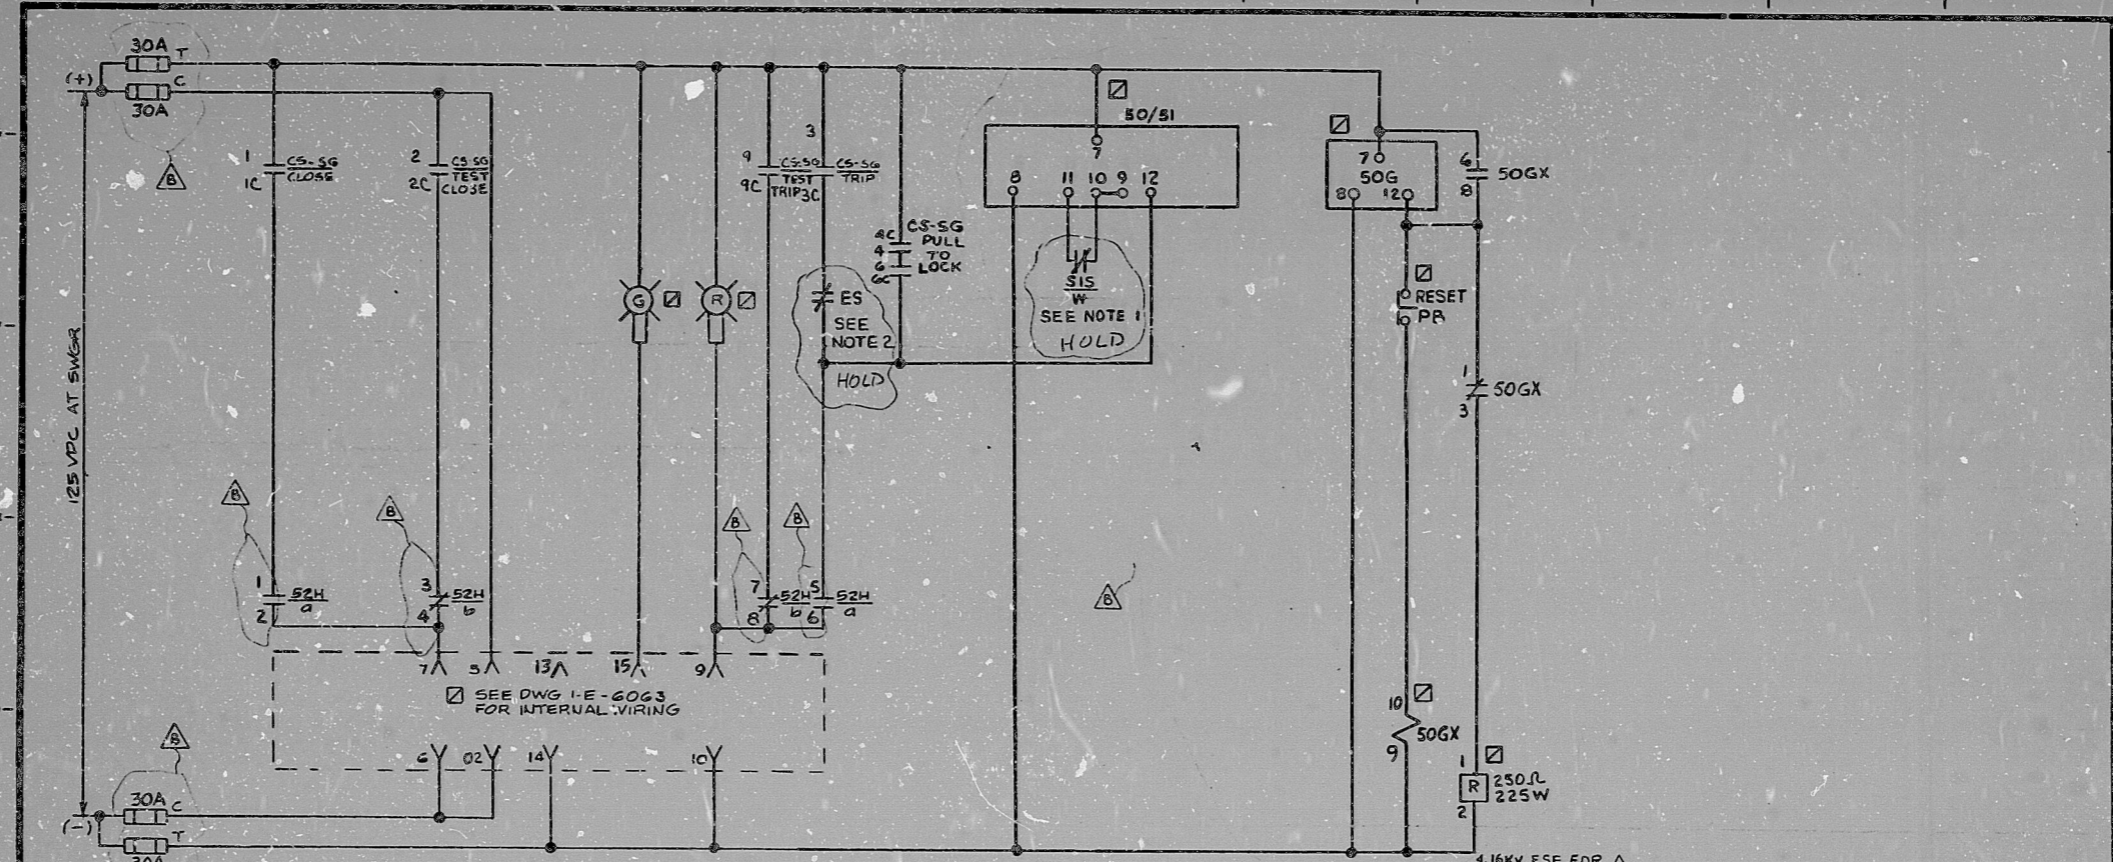 30A T
(+)
C
30A
B
1 CS-SG
CLOSE
1C
2 CS-SG
TEST
2C CLOSE
9 CS-SG
TEST
9C TRIP
3
CS-SG
TRIP
3C
4C
4
6
6C
CS-SG
PULL
TO
LOCK
50/51
7
8 11 10 9 12
SIS
W
SEE NOTE 1
HOLD
7
50G
8 12
6
8
50GX
RESET
PB
1
3
50GX
G
R
ES
SEE
NOTE 2
HOLD
125 VDC AT SWGR
B
B
B
B
B
1
2
52H
a
3
4
52H
b
7
8
52H
b
5
6
52H
a
7 5 13 15 9
SEE DWG 1-E-6063
FOR INTERNAL WIRING
6 02 14 10
B
10
9
50GX
1
R
2
250Ω
225W
30A C
(-)
T
30A
4.16KV ESF FDR